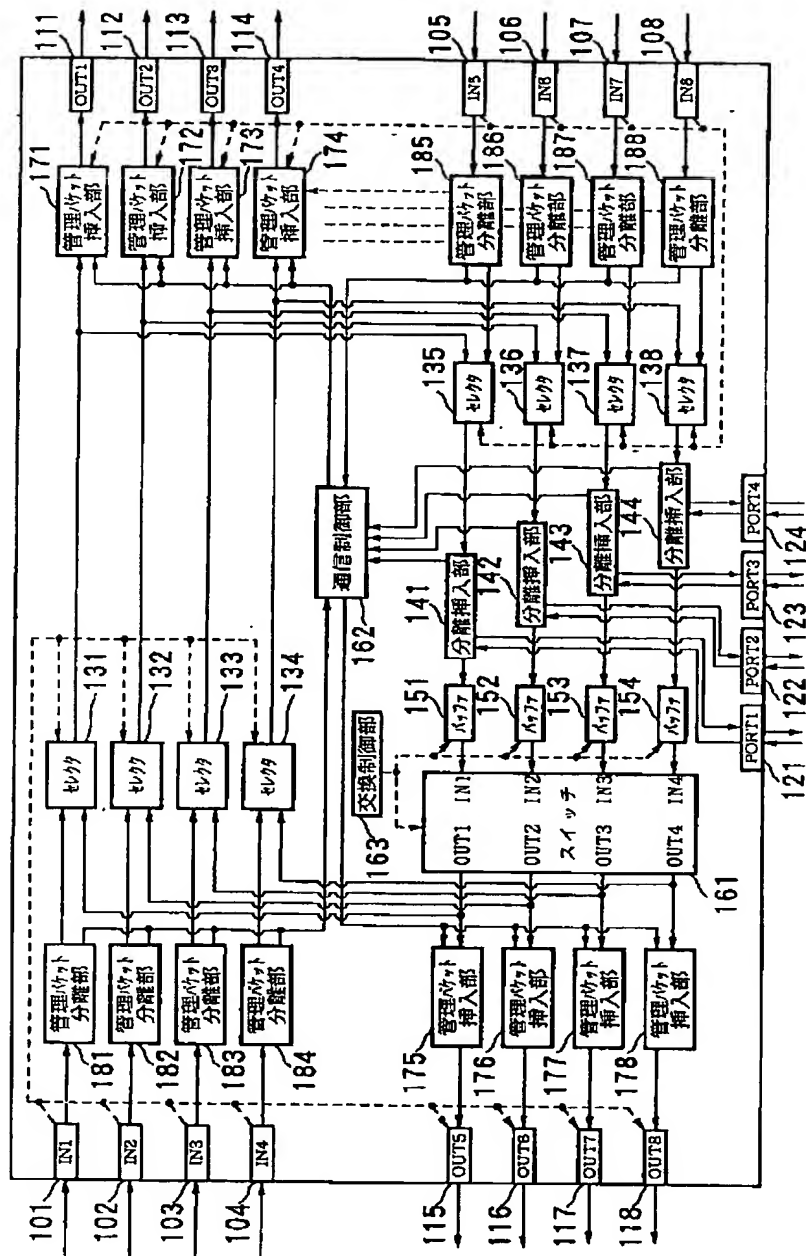 101
IN1
181
管理パケット
分離部
セレクタ
131
171
管理パケット
挿入部
OUT1
111
102
IN2
182
管理パケット
分離部
セレクタ
132
172
管理パケット
挿入部
OUT2
112
103
IN3
183
管理パケット
分離部
セレクタ
133
173
管理パケット
挿入部
OUT3
113
104
IN4
184
管理パケット
分離部
セレクタ
134
174
管理パケット
挿入部
OUT4
114
通信制御部
162
交換制御部
163
115
OUT5
175
管理パケット
挿入部
OUT1
IN1
151
バッファ
141
分離挿入部
135
セレクタ
185
管理パケット
分離部
IN5
105
116
OUT6
176
管理パケット
挿入部
OUT2
IN2
152
バッファ
142
分離挿入部
136
セレクタ
186
管理パケット
分離部
IN6
106
スイッチ
117
OUT7
177
管理パケット
挿入部
OUT3
IN3
153
バッファ
143
分離挿入部
137
セレクタ
187
管理パケット
分離部
IN7
107
118
OUT8
178
管理パケット
挿入部
OUT4
IN4
154
バッファ
144
分離挿入部
138
セレクタ
188
管理パケット
分離部
IN8
108
161
PORT1
121
PORT2
122
PORT3
123
PORT4
124